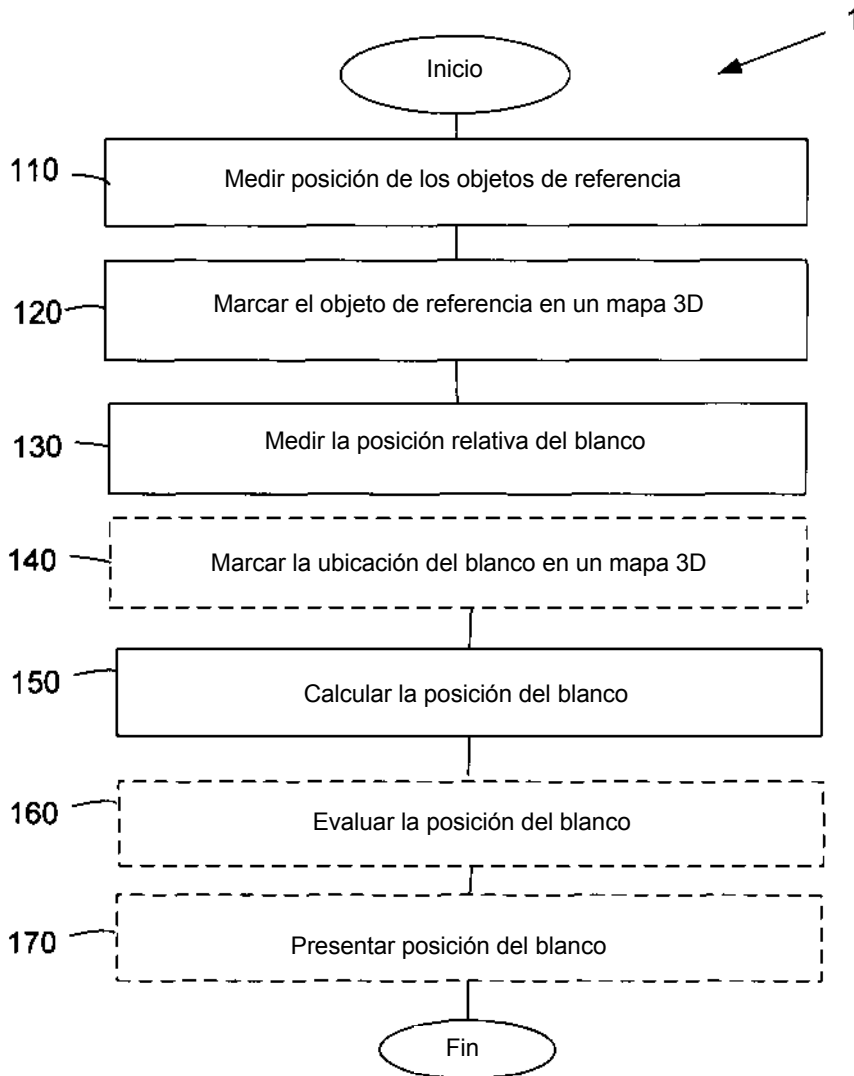 Inicio
110
Medir posición de los objetos de referencia
120
Marcar el objeto de referencia en un mapa 3D
130
Medir la posición relativa del blanco
140
Marcar la ubicación del blanco en un mapa 3D
150
Calcular la posición del blanco
160
Evaluar la posición del blanco
170
Presentar posición del blanco
Fin